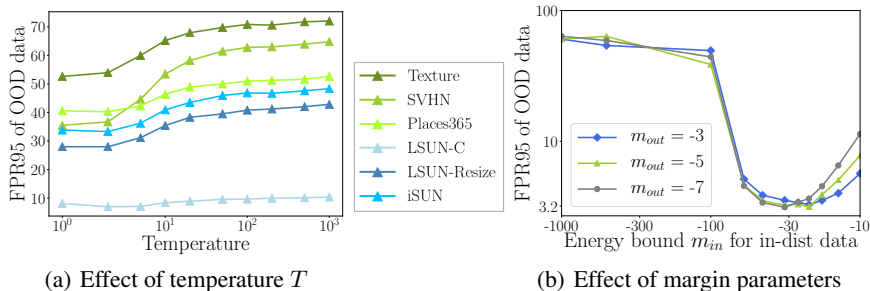 FPR95 of OOD data
70
60
50
40
30
20
10
10^0
10^1
10^2
10^3
Temperature
Texture
SVHN
Places365
LSUN-C
LSUN-Resize
iSUN
(a) Effect of temperature T
FPR95 of OOD data
100
10
3.2
m_out = -3
m_out = -5
m_out = -7
-1000
-300
-100
-30
-10
Energy bound m_in for in-dist data
(b) Effect of margin parameters